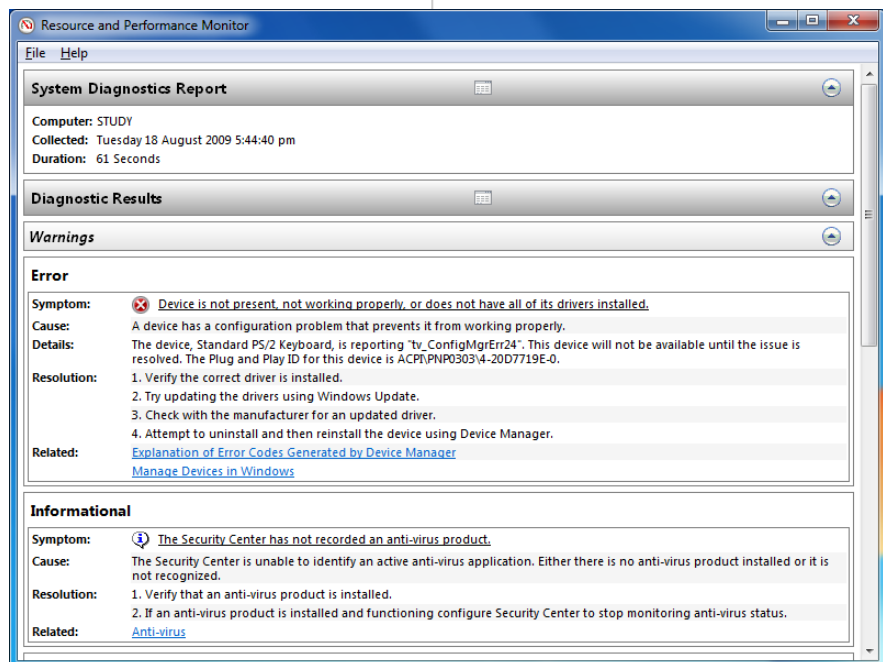 Resource and Performance Monitor
File Help
System Diagnostics Report
Computer: STUDY
Collected: Tuesday 18 August 2009 5:44:40 pm
Duration: 61 Seconds
Diagnostic Results
Warnings
Error
Symptom: Device is not present, not working properly, or does not have all of its drivers installed.
Cause: A device has a configuration problem that prevents it from working properly.
Details: The device, Standard PS/2 Keyboard, is reporting "tv_ConfigMgrErr24". This device will not be available until the issue is
resolved. The Plug and Play ID for this device is ACPI\PNP0303\4-20D7719E-0.
Resolution: 1. Verify the correct driver is installed.
2. Try updating the drivers using Windows Update.
3. Check with the manufacturer for an updated driver.
4. Attempt to uninstall and then reinstall the device using Device Manager.
Related: Explanation of Error Codes Generated by Device Manager
Manage Devices in Windows
Informational
Symptom: The Security Center has not recorded an anti-virus product.
Cause: The Security Center is unable to identify an active anti-virus application. Either there is no anti-virus product installed or it is
not recognized.
Resolution: 1. Verify that an anti-virus product is installed.
2. If an anti-virus product is installed and functioning configure Security Center to stop monitoring anti-virus status.
Related: Anti-virus